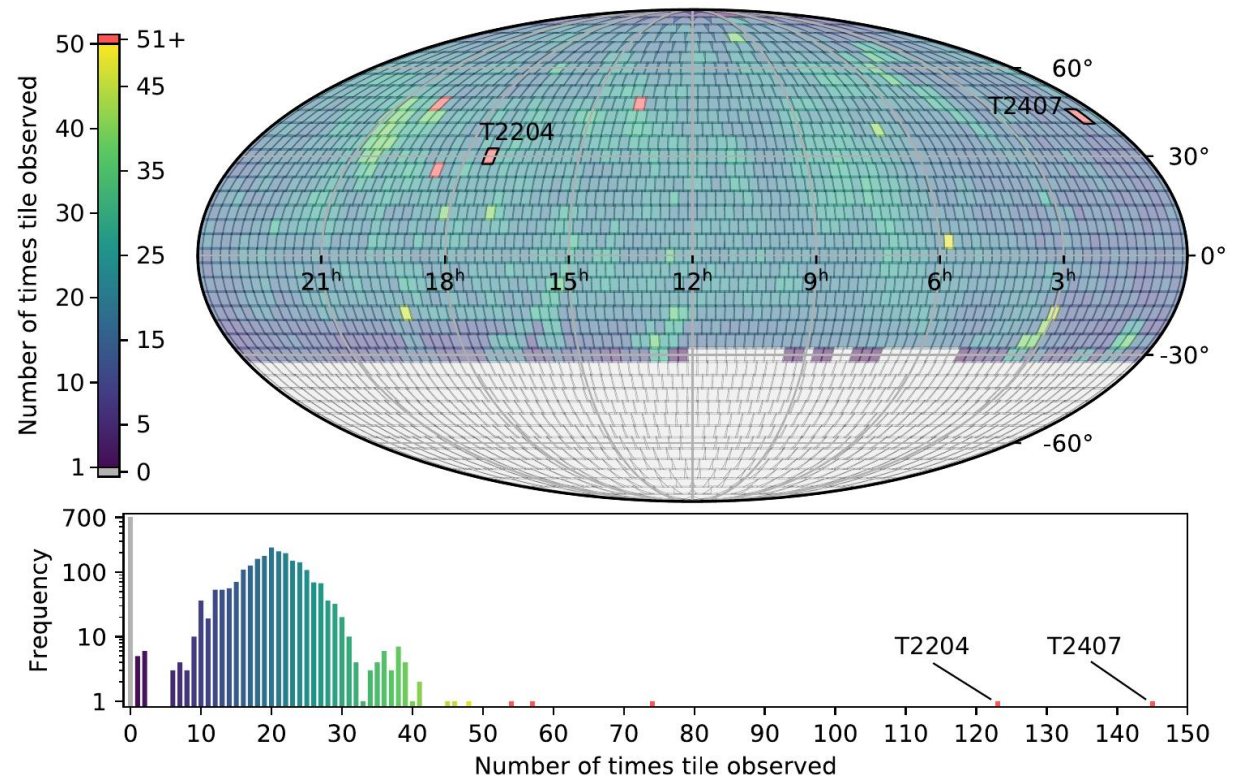 50
51+
45
40
35
30
25
20
15
10
5
1
0
Number of times tile observed
T2204
T2407
60°
30°
0°
-30°
-60°
21h 18h 15h 12h 9h 6h 3h
700
100
10
1
Frequency
T2204
T2407
0 10 20 30 40 50 60 70 80 90 100 110 120 130 140 150
Number of times tile observed